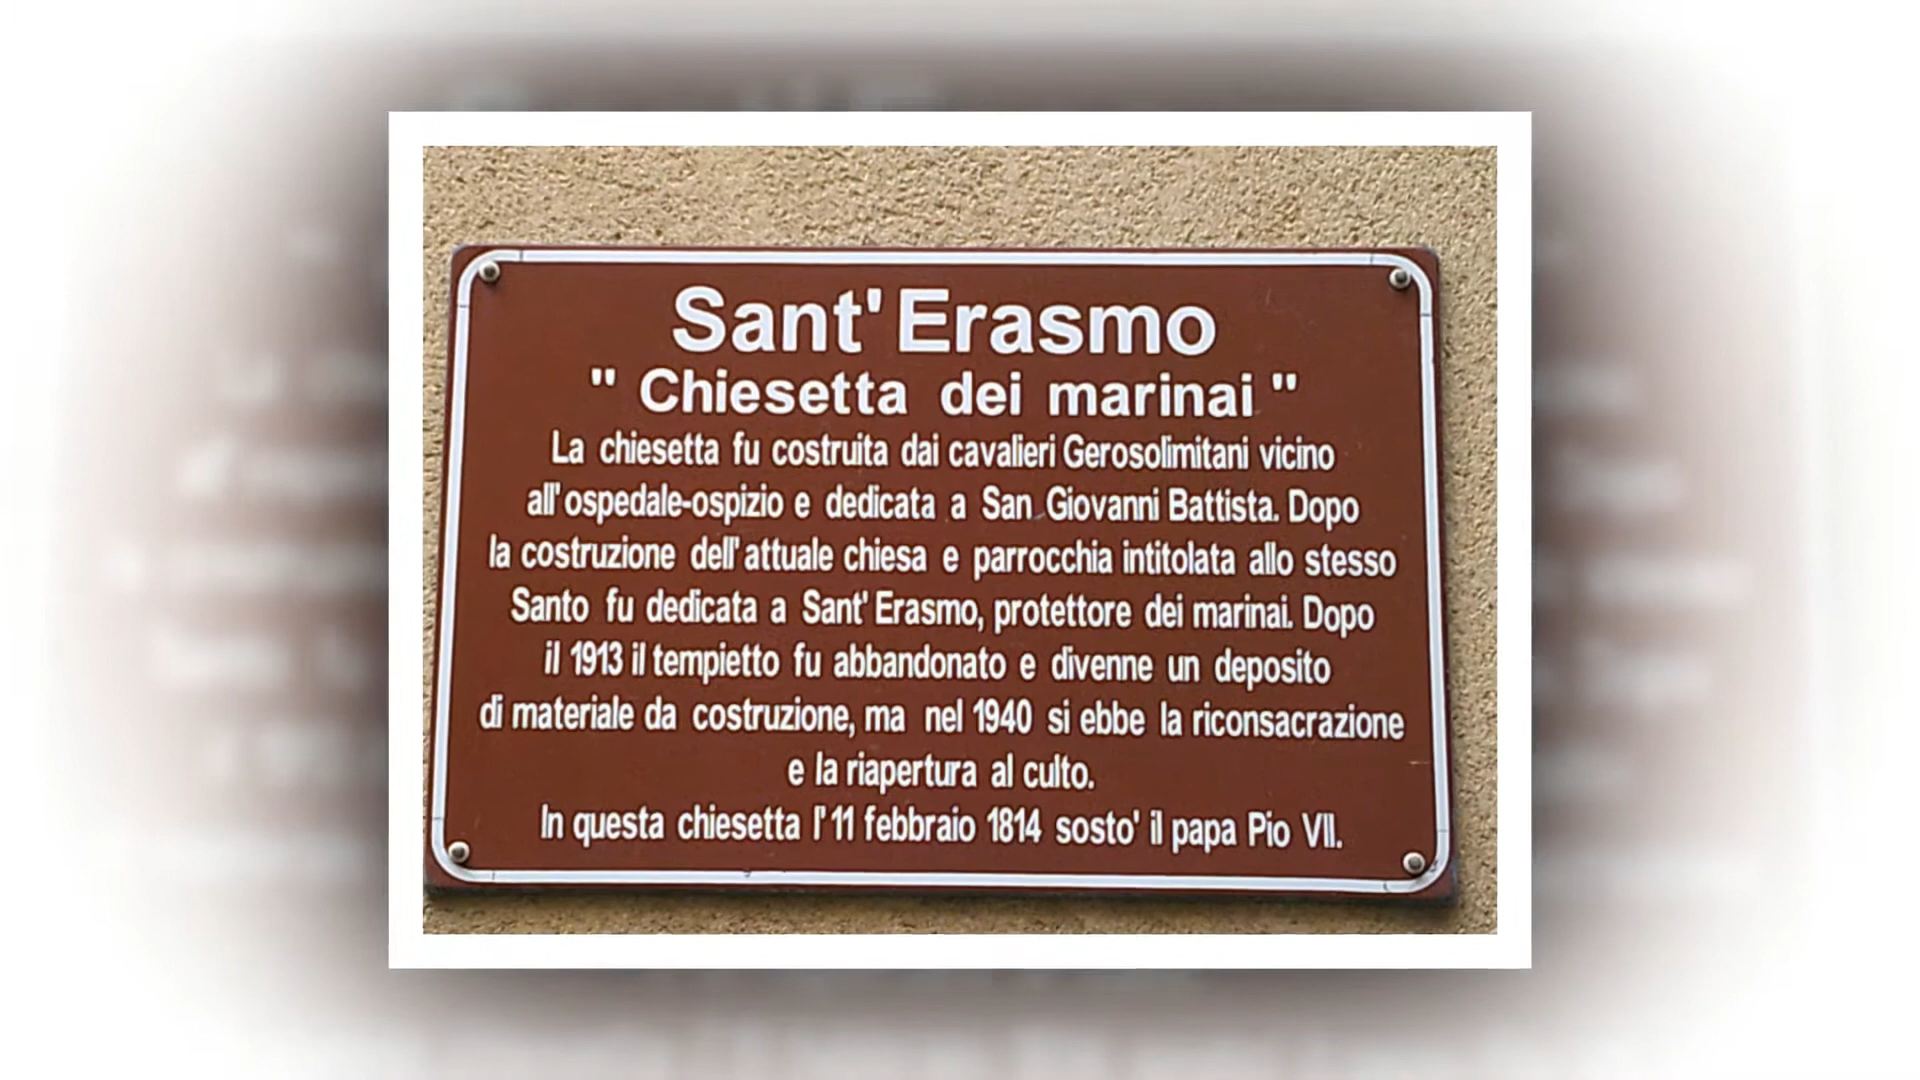 Sant' Erasmo
" Chiesetta dei marinai "
La chiesetta fu costruita dai cavalieri Gerosolimitani vicino
all' ospedale-ospizio e dedicata a San Giovanni Battista. Dopo
la costruzione dell' attuale chiesa e parrocchia intitolata allo stesso
Santo fu dedicata a Sant' Erasmo, protettore dei marinai. Dopo
il 1913 il tempietto fu abbandonato e divenne un deposito
di materiale da costruzione, ma nel 1940 si ebbe la riconsacrazione
e la riapertura al culto.
In questa chiesetta l' 11 febbraio 1814 sosto' il papa Pio VII.